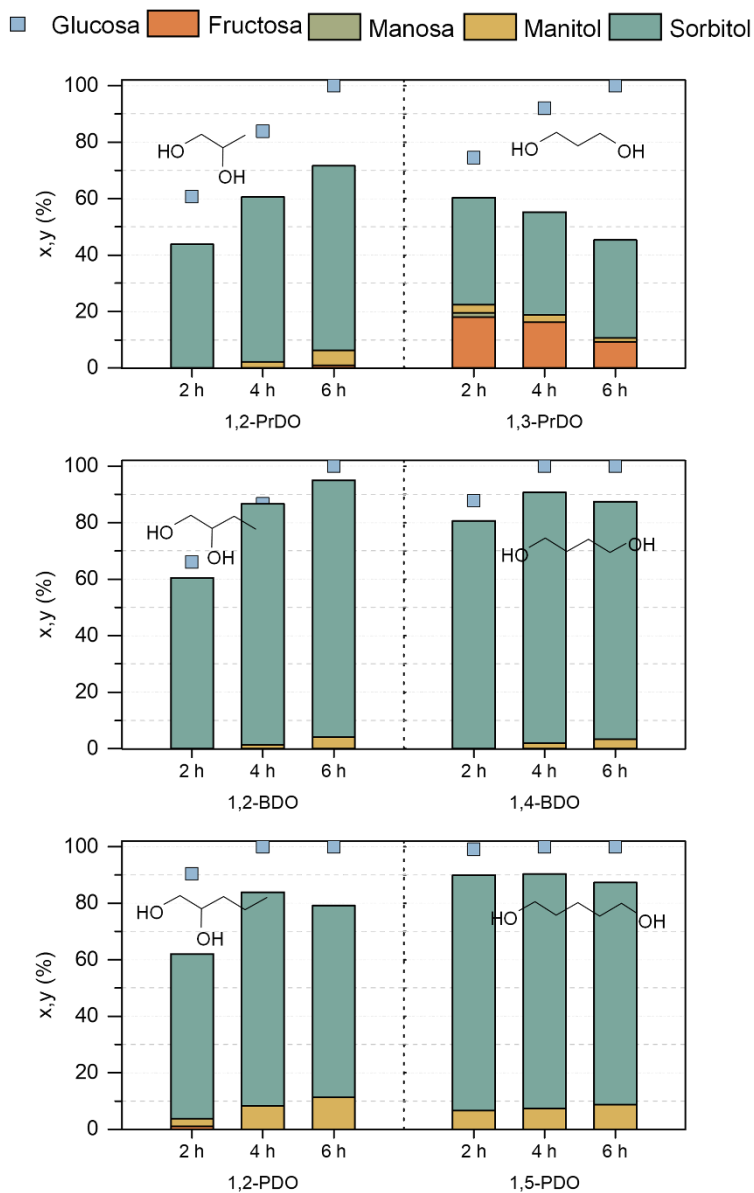 Glucosa Fructosa Manosa Manitol Sorbitol
x,y (%)
100
80
60
40
20
0
HO
OH
HO
OH
2 h 4 h 6 h 2 h 4 h 6 h
1,2-PrDO 1,3-PrDO
x,y (%)
100
80
60
40
20
0
HO
OH
HO
OH
2 h 4 h 6 h 2 h 4 h 6 h
1,2-BDO 1,4-BDO
x,y (%)
100
80
60
40
20
0
HO
OH
HO
OH
2 h 4 h 6 h 2 h 4 h 6 h
1,2-PDO 1,5-PDO